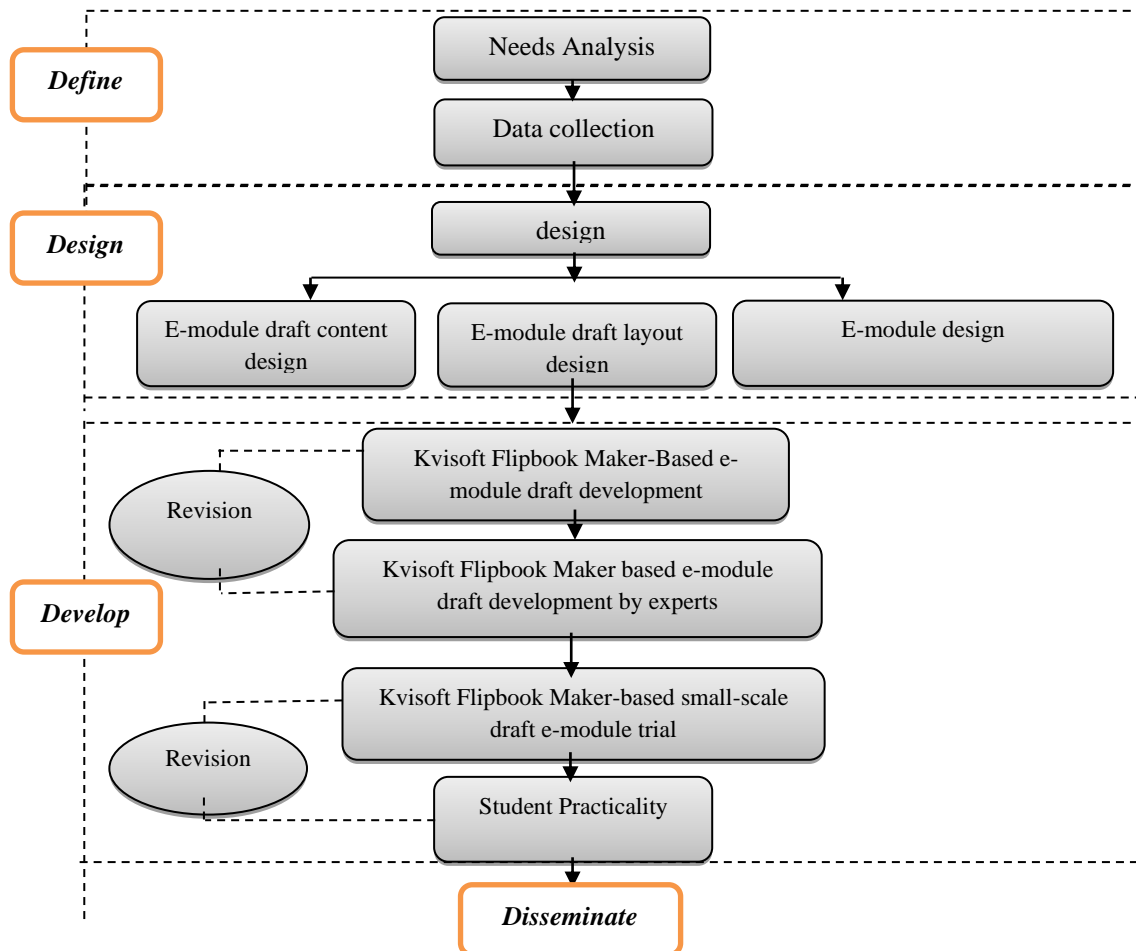 Needs Analysis
Define
Data collection
Design
design
E-module draft content
design
E-module draft layout
design
E-module design
Kvisoft Flipbook Maker-Based e-
module draft development
Revision
Kvisoft Flipbook Maker based e-module
draft development by experts
Develop
Kvisoft Flipbook Maker-based small-scale
draft e-module trial
Revision
Student Practicality
Disseminate